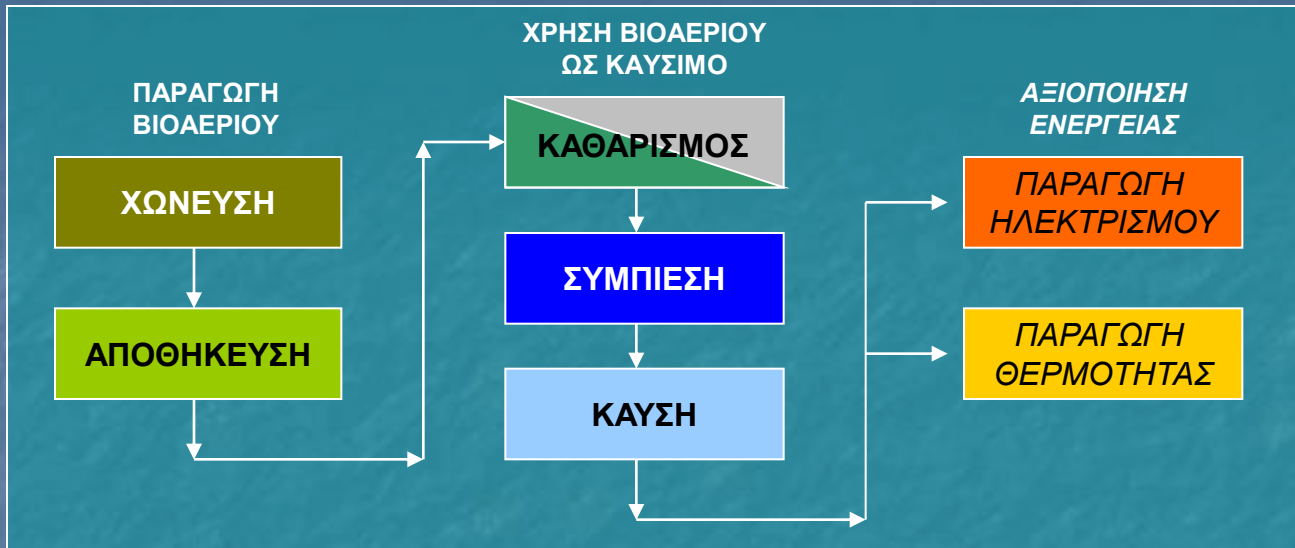 ΠΑΡΑΓΩΓΗ
ΒΙΟΑΕΡΙΟΥ
ΧΩΝΕΥΣΗ
ΑΠΟΘΗΚΕΥΣΗ
ΧΡΗΣΗ ΒΙΟΑΕΡΙΟΥ
ΩΣ ΚΑΥΣΙΜΟ
ΚΑΘΑΡΙΣΜΟΣ
ΣΥΜΠΙΕΣΗ
ΚΑΥΣΗ
ΑΞΙΟΠΟΙΗΣΗ
ΕΝΕΡΓΕΙΑΣ
ΠΑΡΑΓΩΓΗ
ΗΛΕΚΤΡΙΣΜΟΥ
ΠΑΡΑΓΩΓΗ
ΘΕΡΜΟΤΗΤΑΣ